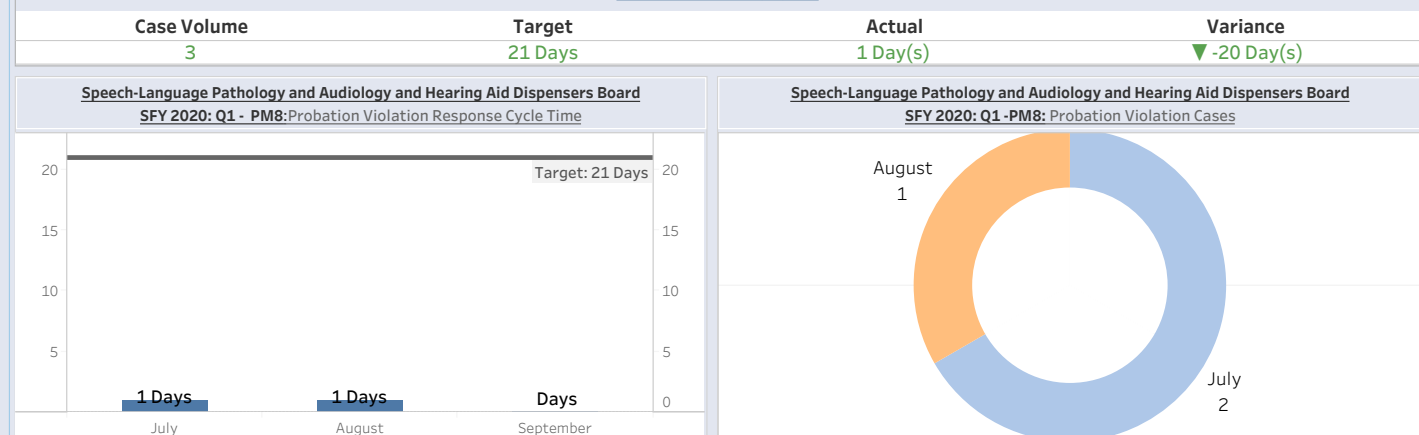 Case Volume
Target
Actual
Variance
3
21 Days
1 Day(s)
▼ -20 Day(s)
Speech-Language Pathology and Audiology and Hearing Aid Dispensers Board
SFY 2020: Q1 - PM8:Probation Violation Response Cycle Time
20
15
10
5
Target: 21 Days
20
15
10
5
0
1 Days
1 Days
Days
July
August
September
Speech-Language Pathology and Audiology and Hearing Aid Dispensers Board
SFY 2020: Q1 -PM8: Probation Violation Cases
August
1
July
2